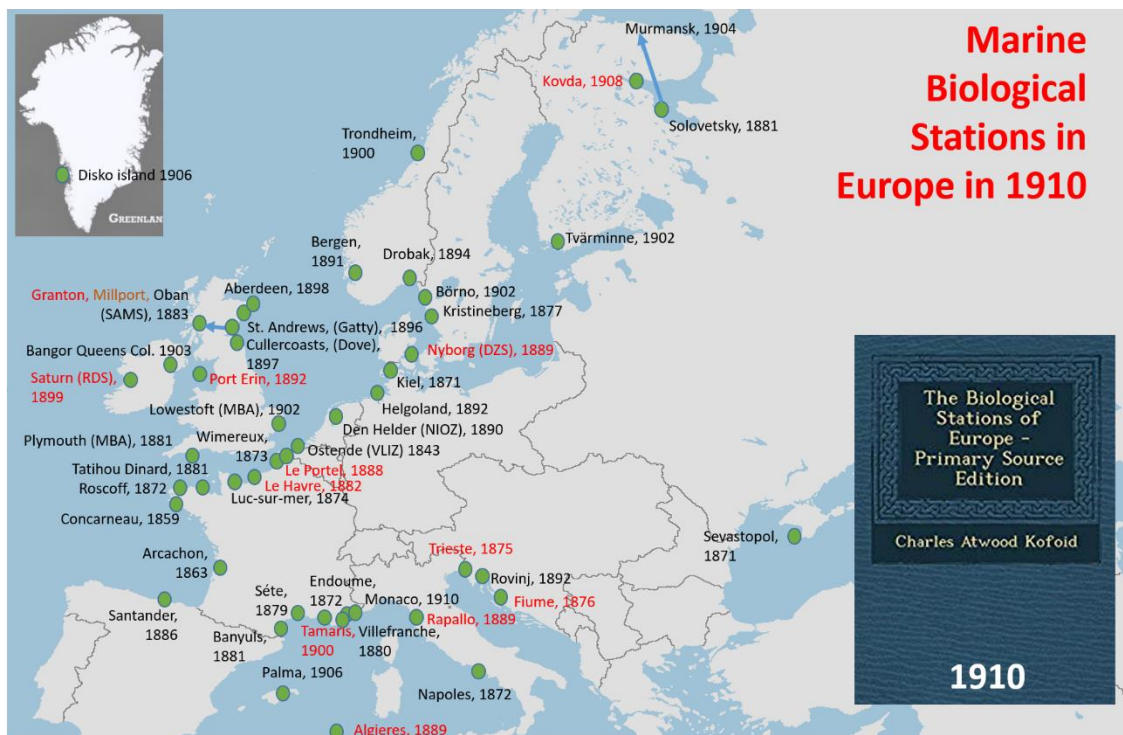 Marine
Biological
Stations in
Europe in 1910
Murmansk, 1904
Kovda, 1908
Solovetsky, 1881
Trondheim,
1900
Disko island 1906
GREENLAN
Tvärminne, 1902
Bergen,
1891
Drobak, 1894
Granton, Millport, Oban
(SAMS), 1883
Aberdeen, 1898
Börno, 1902
Kristineberg, 1877
St. Andrews, (Gatty), 1896
Cullercoasts, (Dove),
1897
Bangor Queens Col. 1903
Nyborg (DZS), 1889
Saturn (RDS),
1899
Port Erin, 1892
Kiel, 1871
Helgoland, 1892
Lowestoft (MBA), 1902
Den Helder (NIOZ), 1890
Plymouth (MBA), 1881
Wimereux,
1873
Ostende (VLIZ) 1843
Tatihou Dinard, 1881
Le Portel, 1888
Roscoff, 1872
Le Havre, 1882
Luc-sur-mer, 1874
Concarneau, 1859
Arcachon,
1863
Sevastopol,
1871
Trieste, 1875
Rovinj, 1892
Fiume, 1876
Séte,
1879
Endoume,
1872
Monaco, 1910
Rapallo, 1889
Santander,
1886
Banyuls,
1881
Tamaris,
1900
Villefranche,
1880
Palma, 1906
Napoles, 1872
Algieres, 1889
The Biological
Stations of
Europe -
Primary Source
Edition
Charles Atwood Kofoid
1910